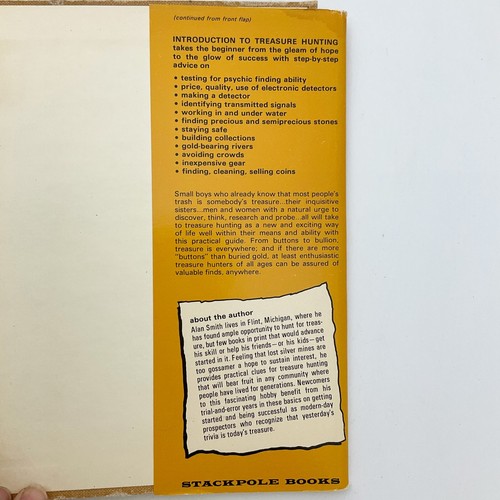 (continued from front flap)
INTRODUCTION TO TREASURE HUNTING
takes the beginner from the gleam of hope
to the glow of success with step-by-step
advice on
• testing for psychic finding ability
• price, quality, use of electronic detectors
• making a detector
• identifying transmitted signals
• working in and under water
• finding precious and semiprecious stones
• staying safe
• building collections
• gold-bearing rivers
• avoiding crowds
• inexpensive gear
• finding, cleaning, selling coins
Small boys who already know that most people's
trash is somebody's treasure...their inquisitive
sisters...men and women with a natural urge to
discover, think, research and probe...all will take
to treasure hunting as a new and exciting way
of life well within their means and ability with
this practical guide. From buttons to bullion,
treasure is everywhere; and if there are more
"buttons" than buried gold, at least enthusiastic
treasure hunters of all ages can be assured of
valuable finds, anywhere.
about the author
Alan Smith lives in Flint, Michigan, where he
has found ample opportunity to hunt for treas-
ure, but few books in print that would advance
his skill or help his friends—or his kids—get
started in it. Feeling that lost silver mines are
too gossamer a hope to sustain interest, he
provides practical clues for treasure hunting
that will bear fruit in any community where
people have lived for generations. Newcomers
to this fascinating hobby benefit from his
trial-and-error years in these basics on getting
started and being successful as modern-day
prospectors who recognize that yesterday's
trivia is today's treasure.
STACKPOLE BOOKS